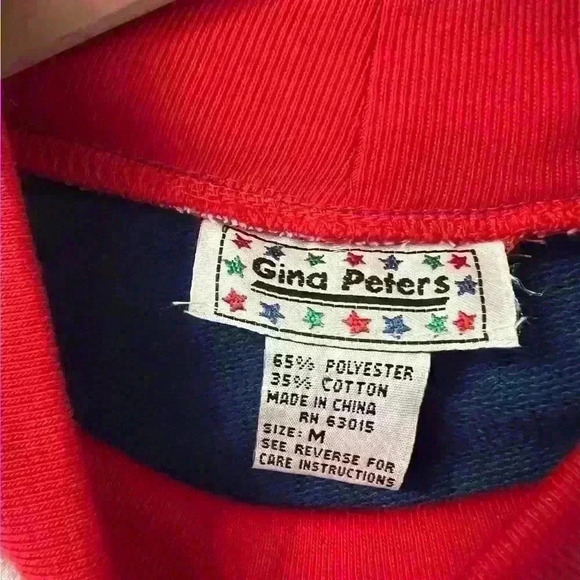 Gina Peters
65% POLYESTER
35% COTTON
MADE IN CHINA
RN 63015
SIZE: M
SEE REVERSE FOR
CARE INSTRUCTIONS